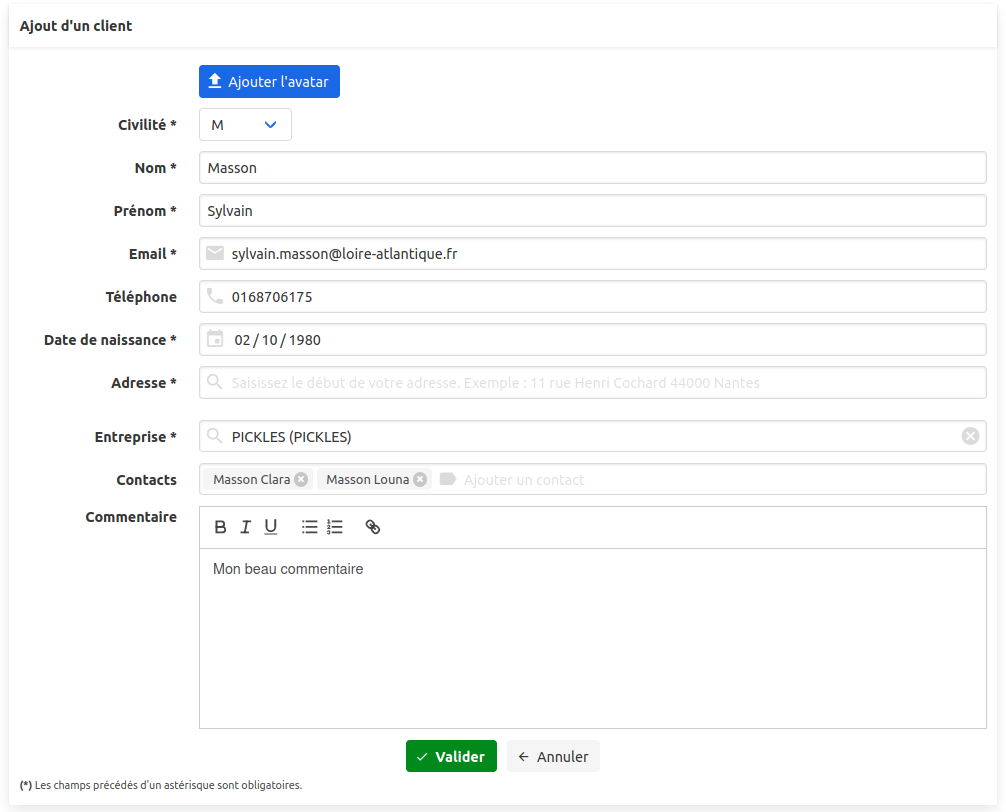 Ajout d'un client
Ajouter l'avatar
Civilité * M
Nom * Masson
Prénom * Sylvain
Email * sylvain.masson@loire-atlantique.fr
Téléphone 0168706175
Date de naissance * 02 / 10 / 1980
Adresse * Saisissez le début de votre adresse. Exemple : 11 rue Henri Cochard 44000 Nantes
Entreprise * PICKLES (PICKLES)
Contacts Masson Clara Masson Louna Ajouter un contact
Commentaire B I U
Mon beau commentaire
Valider Annuler
(*) Les champs précédés d'un astérisque sont obligatoires.